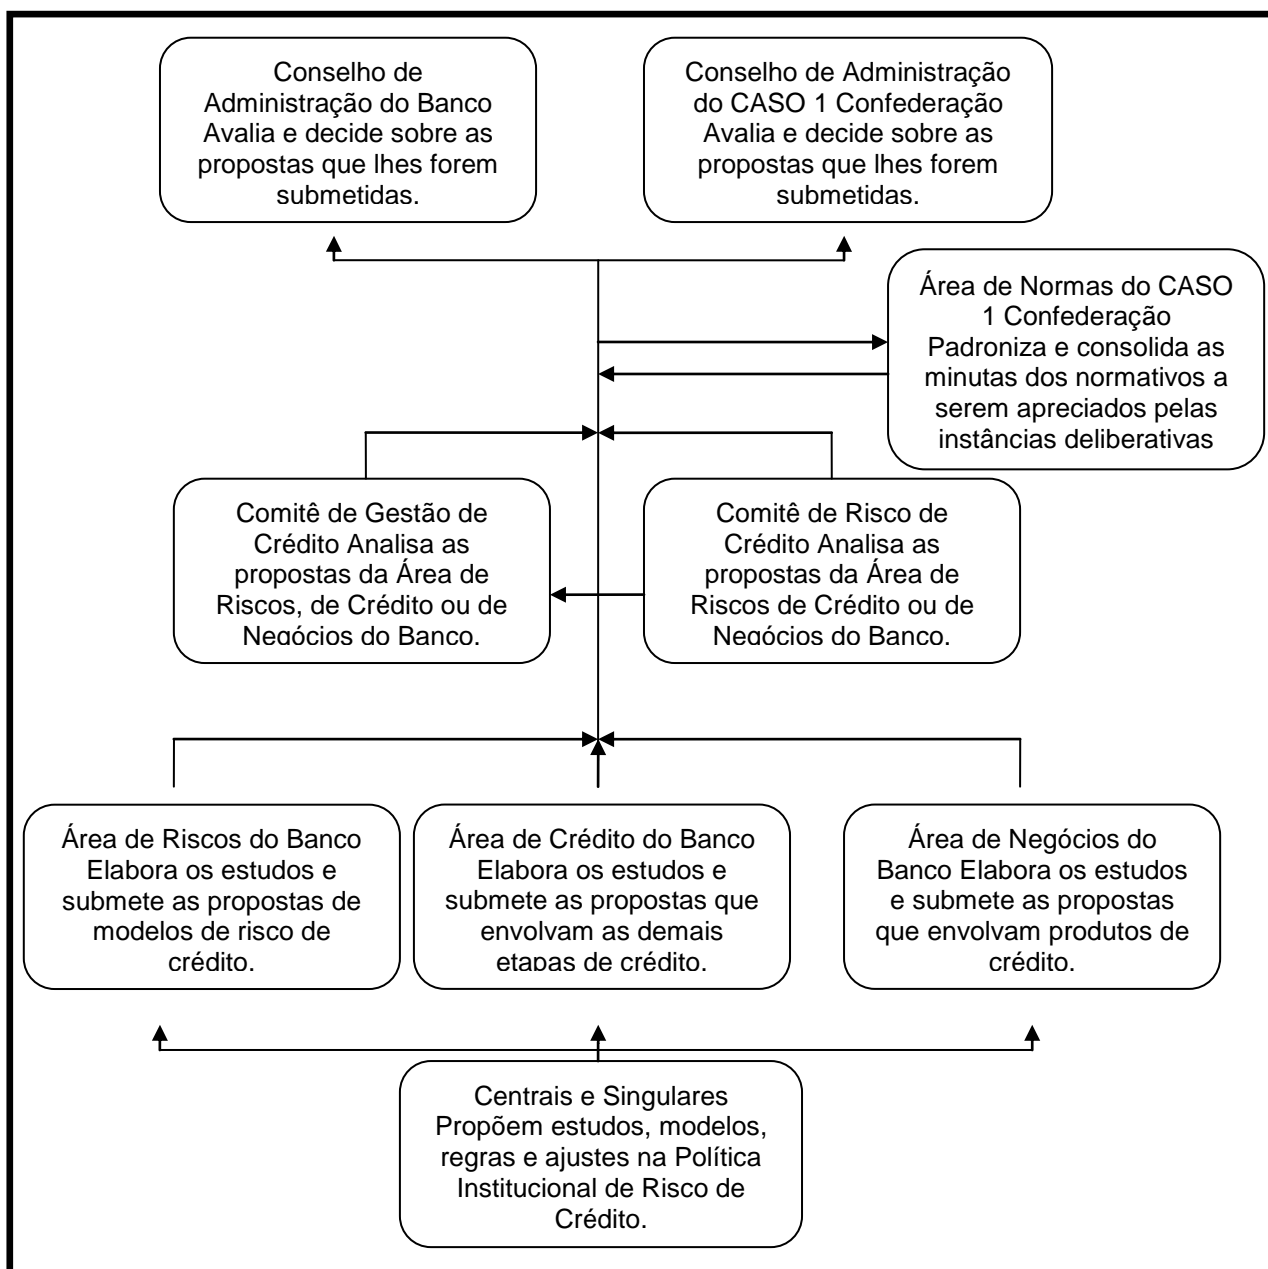 Conselho de
Administração do Banco
Avalia e decide sobre as
propostas que lhes forem
submetidas.
Conselho de Administração
do CASO 1 Confederação
Avalia e decide sobre as
propostas que lhes forem
submetidas.
Área de Normas do CASO
1 Confederação
Padroniza e consolida as
minutas dos normativos a
serem apreciados pelas
instâncias deliberativas
Comitê de Gestão de
Crédito Analisa as
propostas da Área de
Riscos, de Crédito ou de
Negócios do Banco.
Comitê de Risco de
Crédito Analisa as
propostas da Área de
Riscos de Crédito ou de
Negócios do Banco.
Área de Riscos do Banco
Elabora os estudos e
submete as propostas de
modelos de risco de
crédito.
Área de Crédito do Banco
Elabora os estudos e
submete as propostas que
envolvam as demais
etapas de crédito.
Área de Negócios do
Banco Elabora os estudos
e submete as propostas
que envolvam produtos de
crédito.
Centrais e Singulares
Propõem estudos, modelos,
regras e ajustes na Política
Institucional de Risco de
Crédito.